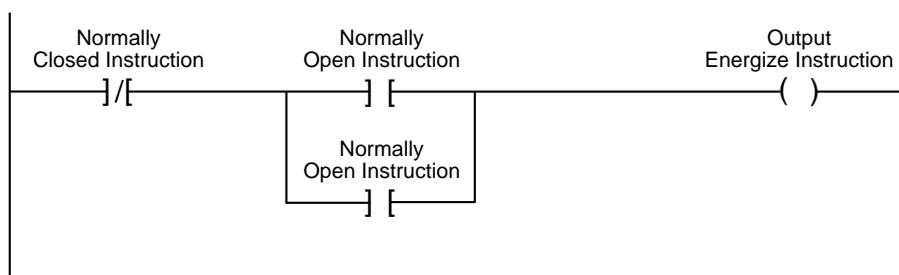 Normally
Closed Instruction
Normally
Open Instruction
Output
Energize Instruction
] / [
] [
( )
Normally
Open Instruction
] [